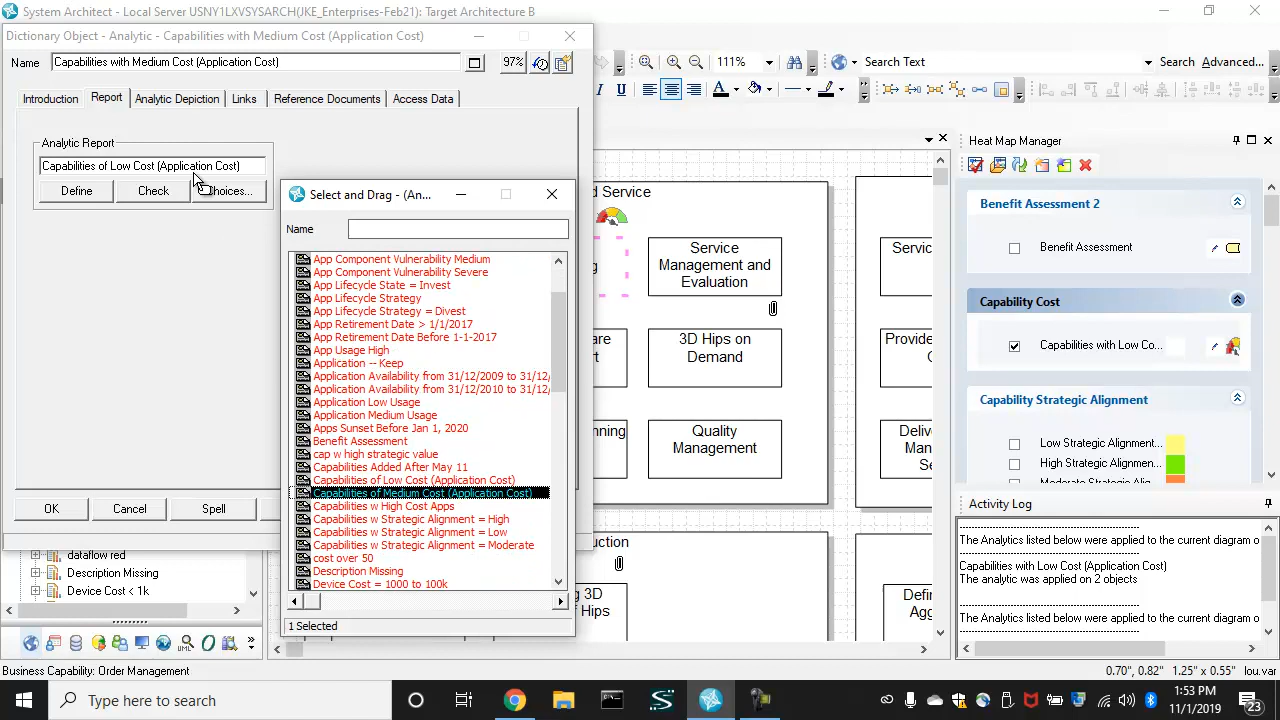 System Architect - Local Server USNY1LXVSYSARCH(JKE_Enterprises-Feb21): Target Architecture B
Dictionary Object - Analytic - Capabilities with Medium Cost (Application Cost)
Name Capabilities with Medium Cost (Application Cost) 97%
111% Search Text Search Advanced...
Introduction Report Analytic Depiction Links Reference Documents Access Data
Analytic Report
Capabilities of Low Cost (Application Cost)
Define Check Choices...
OK Cancel Spell
Select and Drag - (An...
Name
App Component Vulnerability Medium
App Component Vulnerability Severe
App Lifecycle State = Invest
App Lifecycle Strategy
App Lifecycle Strategy = Divest
App Retirement Date > 1/1/2017
App Retirement Date Before 1-1-2017
App Usage High
Application -- Keep
Application Availability from 31/12/2009 to 31/12/
Application Availability from 31/12/2010 to 31/12/
Application Low Usage
Application Medium Usage
Apps Sunset Before Jan 1, 2020
Benefit Assessment
cap w high strategic value
Capabilities Added After May 11
Capabilities of Low Cost (Application Cost)
Capabilities of Medium Cost (Application Cost)
Capabilities w High Cost Apps
Capabilities w Strategic Alignment = High
Capabilities w Strategic Alignment = Low
Capabilities w Strategic Alignment = Moderate
cost over 50
Description Missing
Device Cost = 1000 to 100k
1 Selected
dataflow red
Description Missing
Device Cost < 1k
Service
Service
Management and
Evaluation
3D Hips on
Demand
Quality
Management
3D
of Hips
Heat Map Manager
Benefit Assessment 2
Benefit Assessment
Capability Cost
Capabilities with Low Co...
Capability Strategic Alignment
Low Strategic Alignment...
High Strategic Alignmen...
Moderate Strategic Alig
Activity Log
The Analytics listed below were applied to the current diagram o
Capabilities with Low Cost (Application Cost)
The analytic was applied on 2 objects
The Analytics listed below were applied to the current diagram o
Business Capability: Order Management 0.70", 0.82" 1.25" x 0.55" lou.var
Type here to search
11/1/2019
23